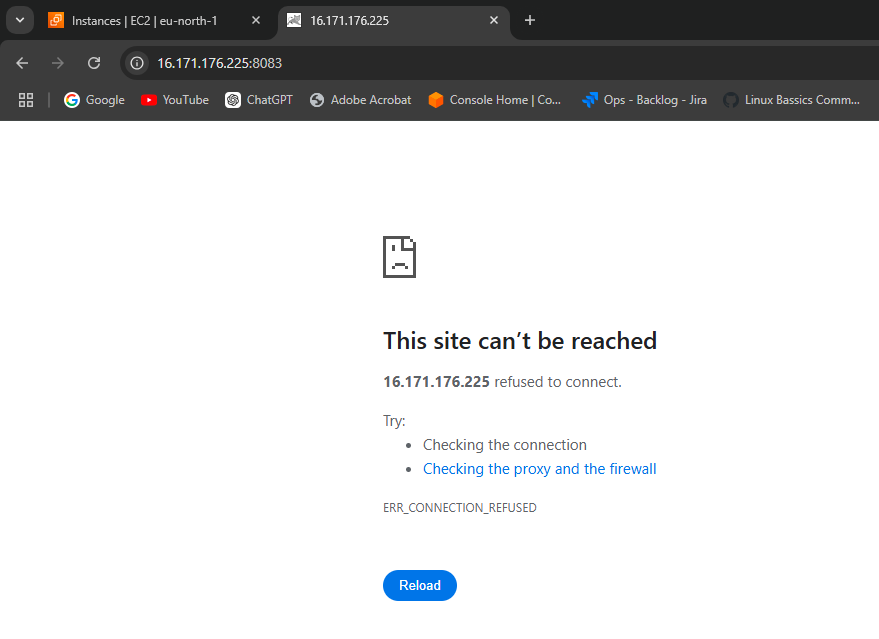 Instances | EC2 | eu-north-1
16.171.176.225
16.171.176.225:8083
Google
YouTube
ChatGPT
Adobe Acrobat
Console Home | Co...
Ops - Backlog - Jira
Linux Bassics Comm...
This site can’t be reached
16.171.176.225 refused to connect.
Try:
• Checking the connection
• Checking the proxy and the firewall
ERR_CONNECTION_REFUSED
Reload